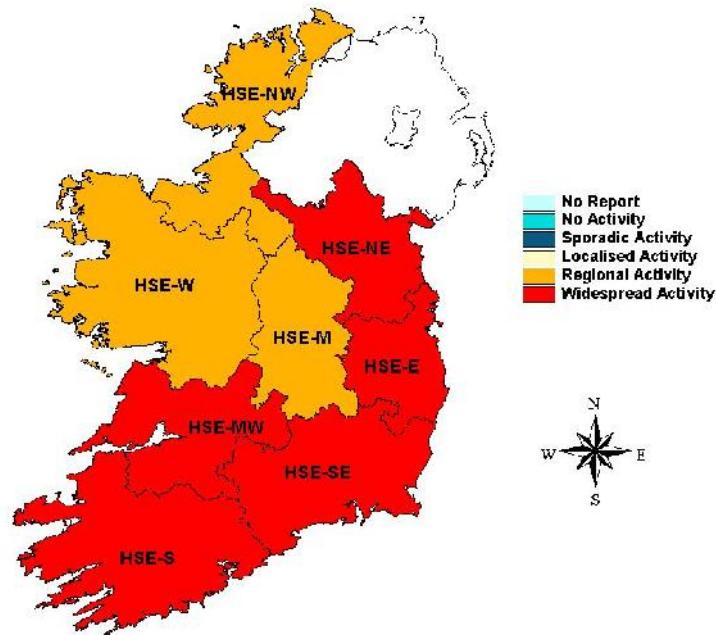 HSE-NW
HSE-NE
HSE-W
HSE-M
HSE-E
HSE-MW
HSE-SE
HSE-S
No Report
No Activity
Sporadic Activity
Localised Activity
Regional Activity
Widespread Activity
N
W E
S